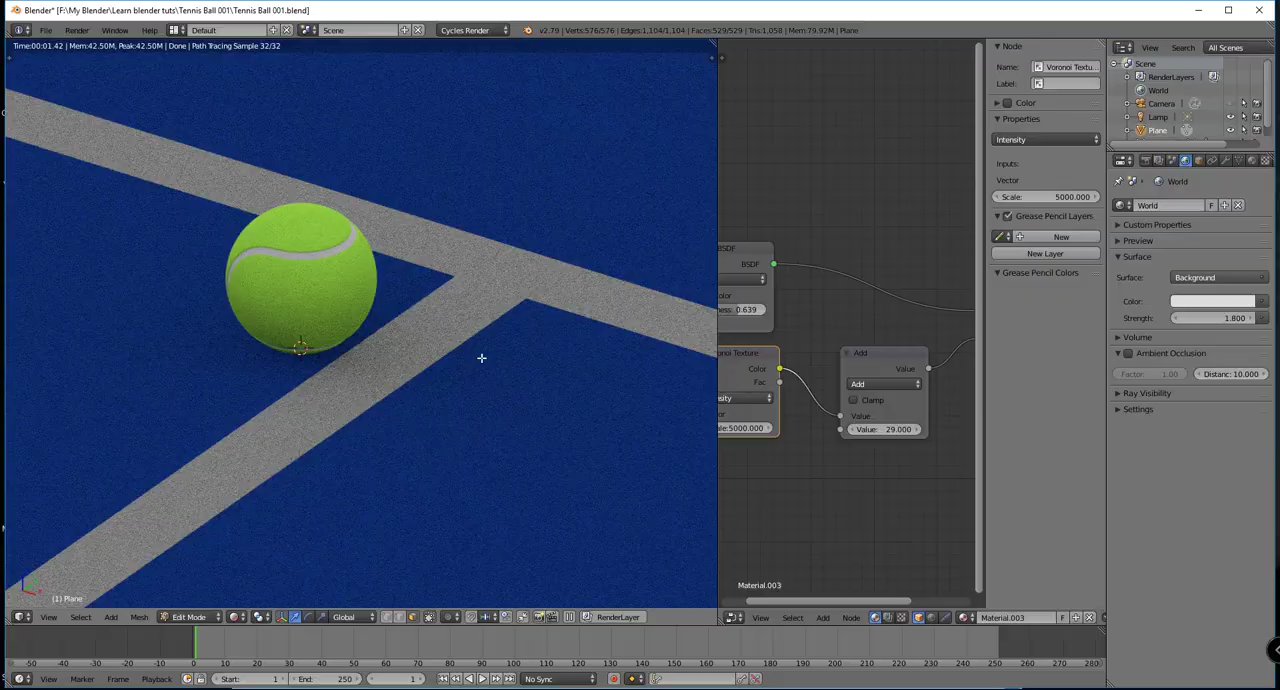 Blender* [F:\My Blender\Learn blender tuts\Tennis Ball 001\Tennis Ball 001.blend]
File Render Window Help Default Scene Cycles Render v2.79 | Verts:576/576 | Edges:1,104/1,104 | Faces:529/529 | Tris:1,058 | Mem:79.92M | Plane
Time:00:01.42 | Mem:42.50M, Peak:42.50M | Done | Path Tracing Sample 32/32
(1) Plane
View Select Add Mesh Edit Mode Global RenderLayer
BSDF
BSDF
olor
ness: 0.639
onoi Texture
Color
Fac
sity
or
ale:5000.000
Add
Value
Add
Clamp
Value
Value: 29.000
Material.003
View Select Add Node Material.003 F
Node
Name: Voronoi Textu...
Label:
Color
Properties
Intensity
Inputs:
Vector
Scale: 5000.000
Grease Pencil Layers
New
New Layer
Grease Pencil Colors
View Search All Scenes
Scene
RenderLayers
World
Camera
Lamp
Plane
World
World F
Custom Properties
Preview
Surface
Surface: Background
Color:
Strength: 1.800
Volume
Ambient Occlusion
Factor: 1.00 Distanc: 10.000
Ray Visibility
Settings
-50 -40 -30 -20 -10 0 10 20 30 40 50 60 70 80 90 100 110 120 130 140 150 160 170 180 190 200 210 220 230 240 250 260 270 280
View Marker Frame Playback Start: 1 End: 250 1 No Sync